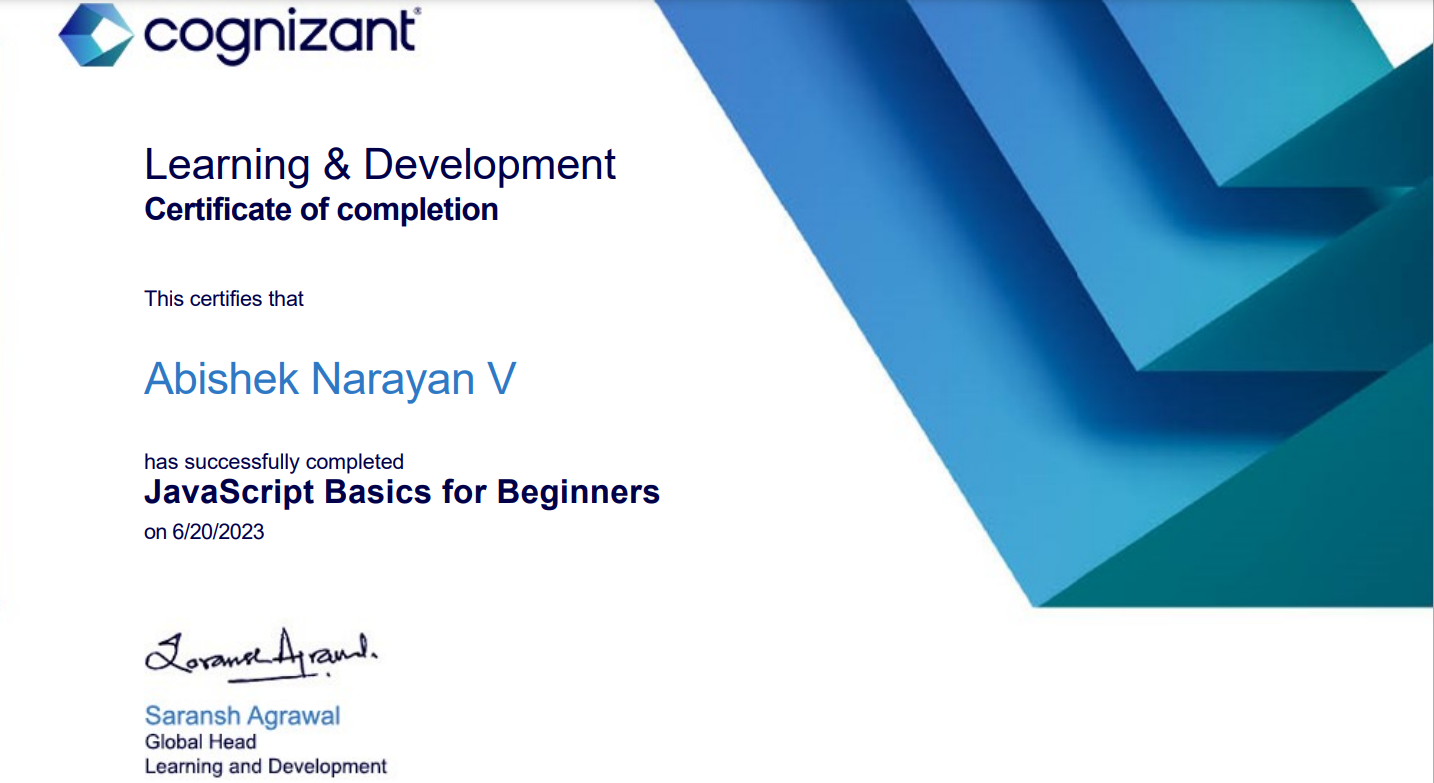 cognizant®
Learning & Development
Certificate of completion
This certifies that
Abishek Narayan V
has successfully completed
JavaScript Basics for Beginners
on 6/20/2023
Saransh Agrawal
Saransh Agrawal
Global Head
Learning and Development